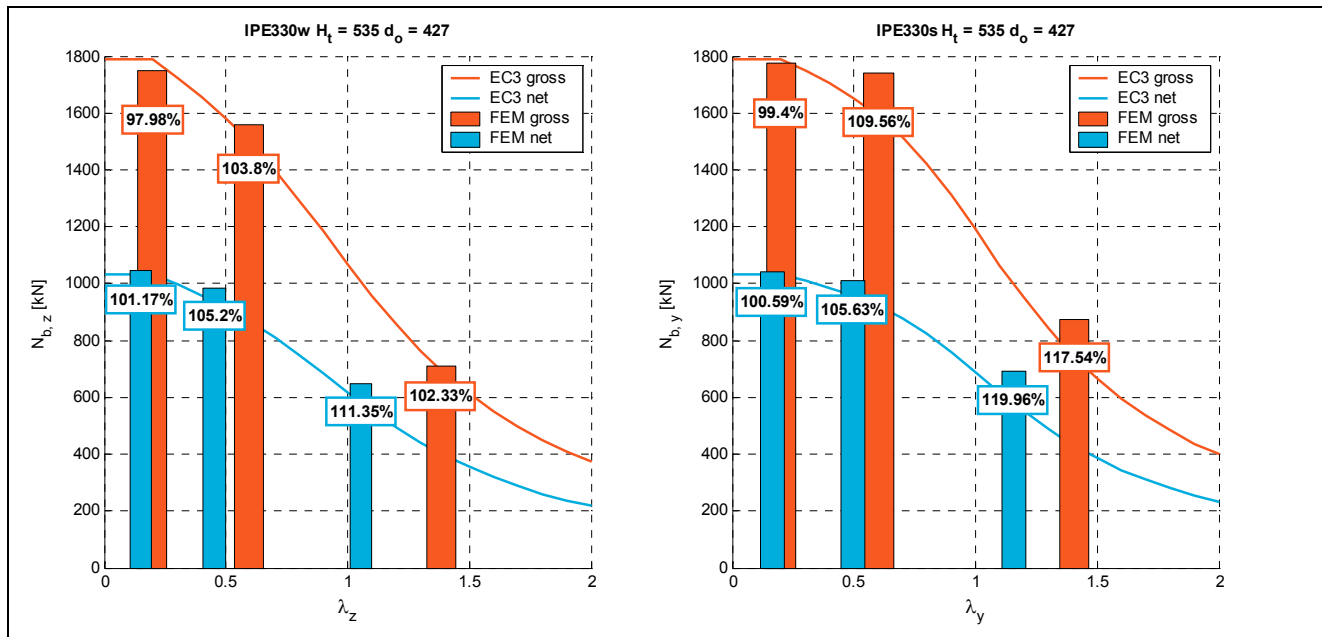 IPE330w H_t = 535 d_o = 427
N_b, z [kN]
1800
1600
1400
1200
1000
800
600
400
200
0
EC3 gross
EC3 net
FEM gross
FEM net
97.98%
103.8%
101.17%
105.2%
111.35%
102.33%
0 0.5 1 1.5 2
λ_z
IPE330s H_t = 535 d_o = 427
N_b, y [kN]
1800
1600
1400
1200
1000
800
600
400
200
0
EC3 gross
EC3 net
FEM gross
FEM net
99.4%
109.56%
100.59%
105.63%
117.54%
119.96%
0 0.5 1 1.5 2
λ_y